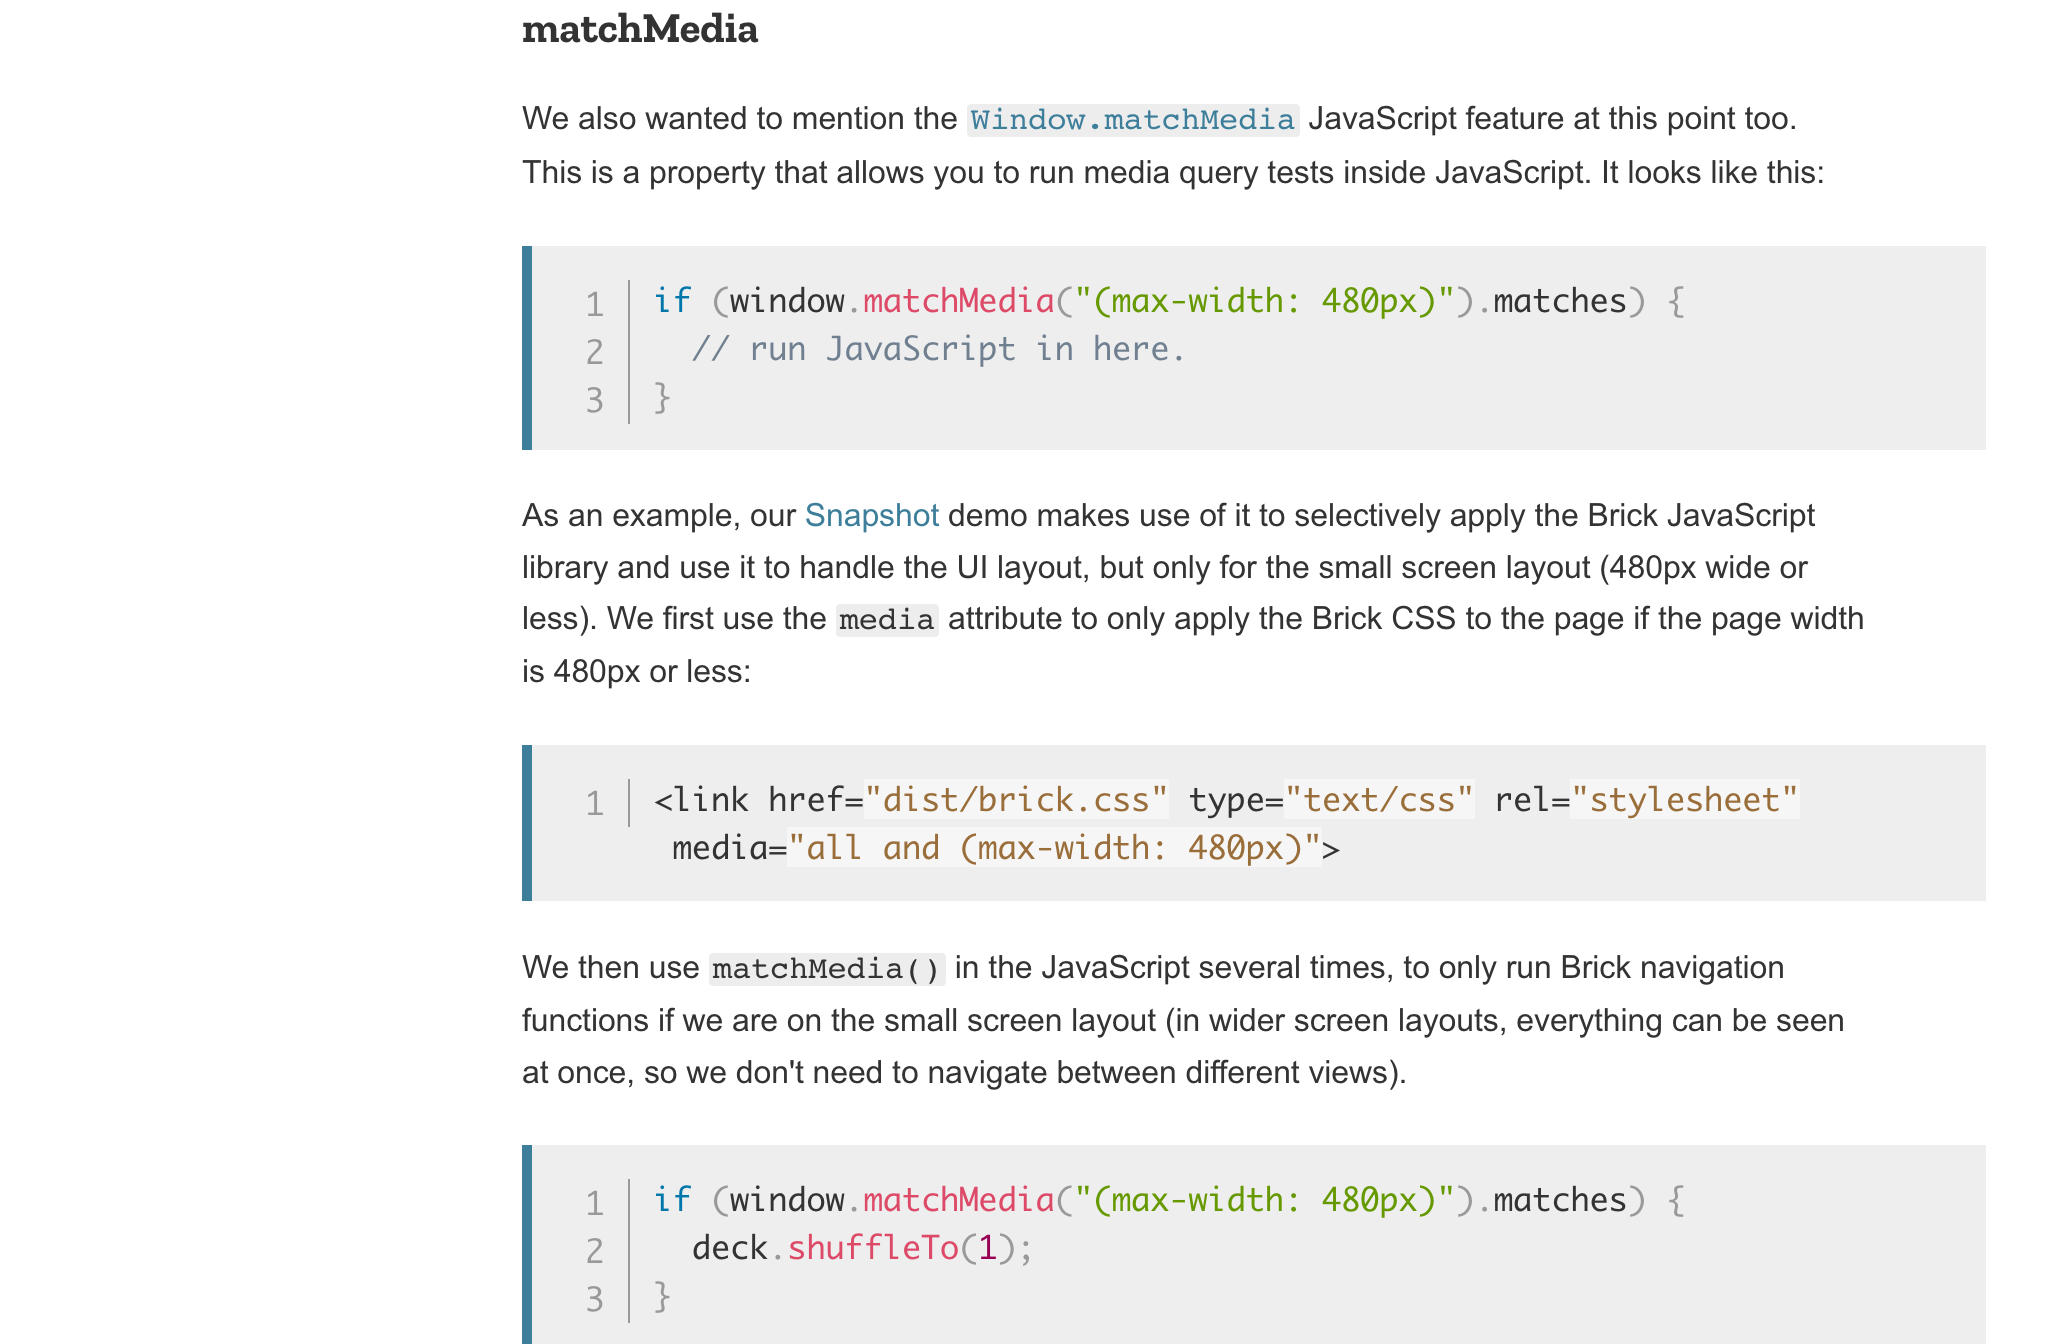 matchMedia
We also wanted to mention the Window.matchMedia JavaScript feature at this point too.
This is a property that allows you to run media query tests inside JavaScript. It looks like this:
1 if (window.matchMedia("(max-width: 480px)").matches) {
2   // run JavaScript in here.
3 }
As an example, our Snapshot demo makes use of it to selectively apply the Brick JavaScript
library and use it to handle the UI layout, but only for the small screen layout (480px wide or
less). We first use the media attribute to only apply the Brick CSS to the page if the page width
is 480px or less:
1 <link href="dist/brick.css" type="text/css" rel="stylesheet"
media="all and (max-width: 480px)">
We then use matchMedia() in the JavaScript several times, to only run Brick navigation
functions if we are on the small screen layout (in wider screen layouts, everything can be seen
at once, so we don't need to navigate between different views).
1 if (window.matchMedia("(max-width: 480px)").matches) {
2   deck.shuffleTo(1);
3 }